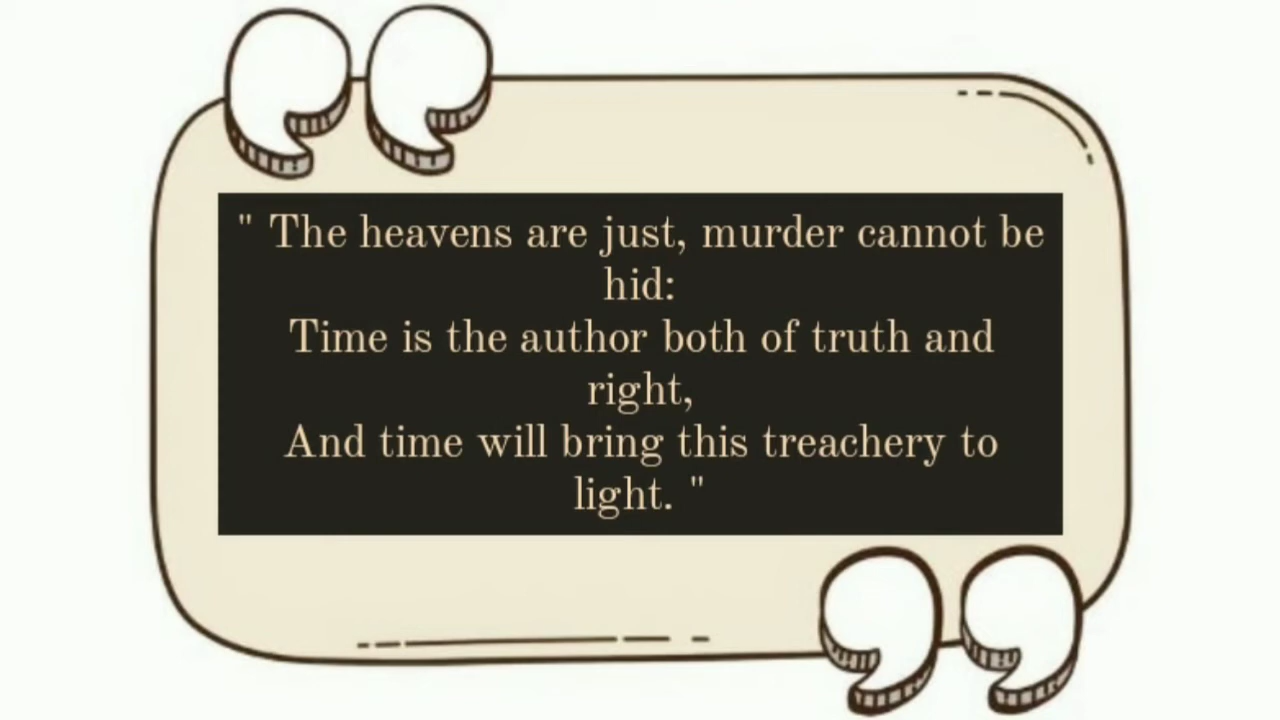 " The heavens are just, murder cannot be
hid:
Time is the author both of truth and
right,
And time will bring this treachery to
light. "